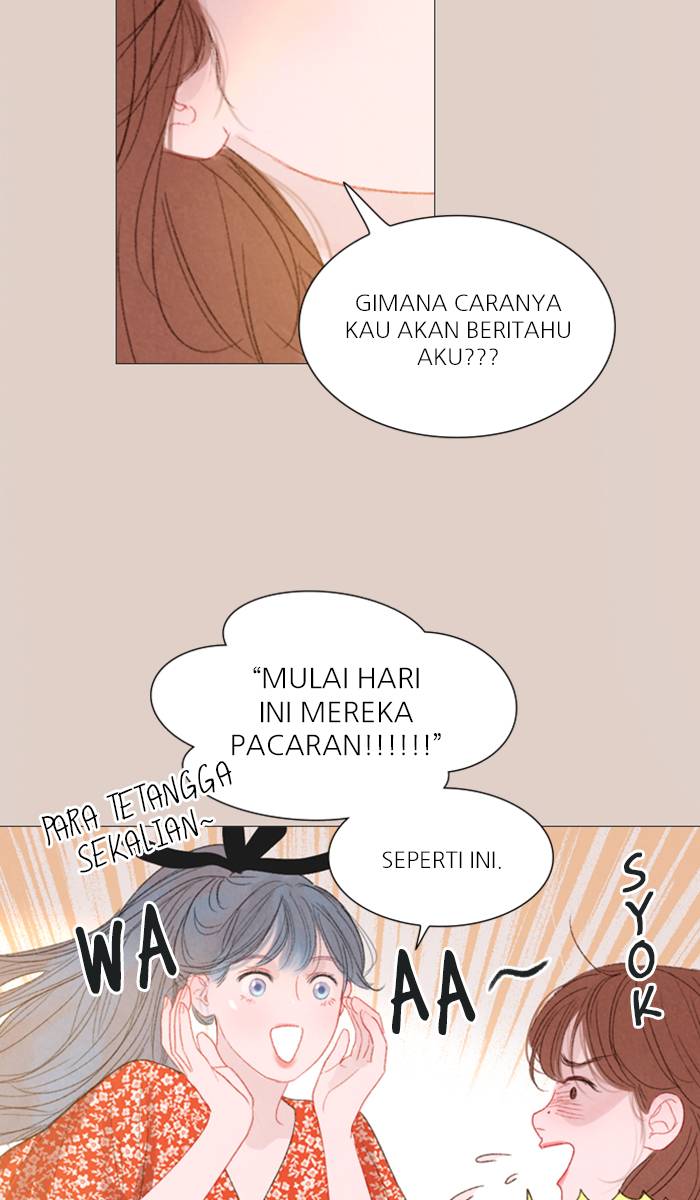 GIMANA CARANYA
KAU AKAN BERITAHU
AKU???
“MULAI HARI
INI MEREKA
PACARAN!!!!!!”
PARA TETANGGA
SEKALIAN~
SEPERTI INI.
WA
AA~
SYOK